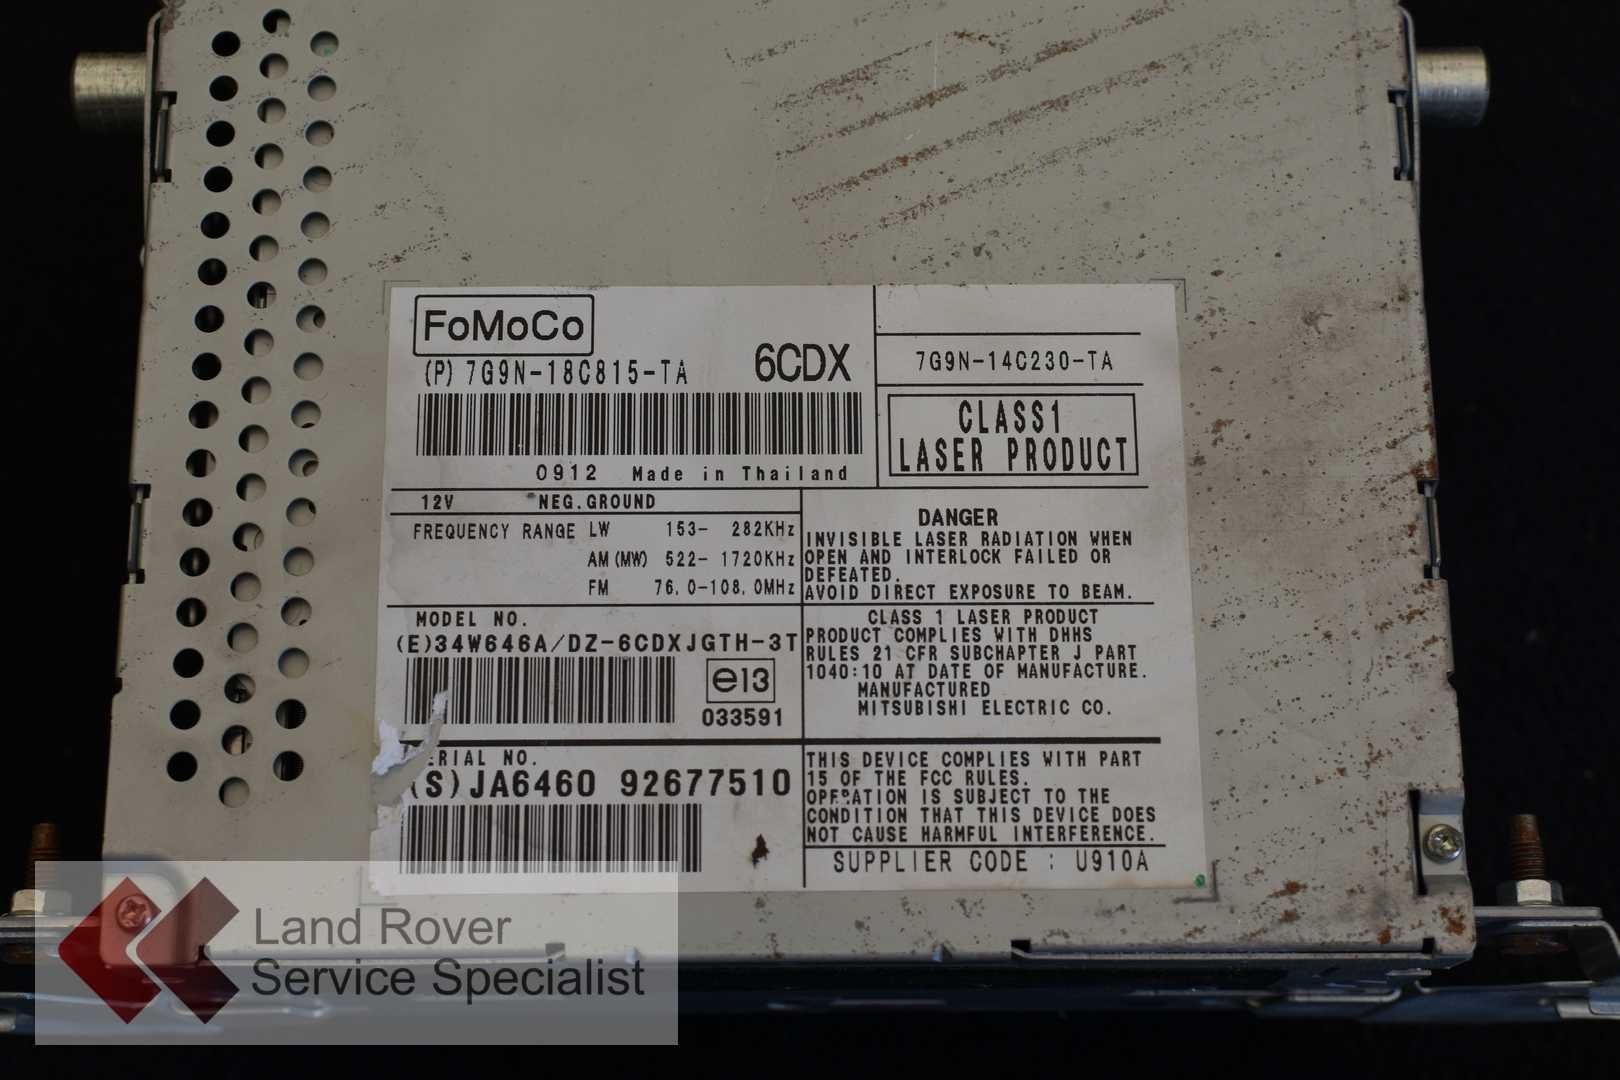 FoMoCo
(P) 7G9N-18C815-TA
6CDX
0912 Made in Thailand
7G9N-14C230-TA
CLASS1
LASER PRODUCT
12V NEG.GROUND
FREQUENCY RANGE LW 153- 282KHz
AM(MW) 522- 1720KHz
FM 76.0-108.0MHz
DANGER
INVISIBLE LASER RADIATION WHEN
OPEN AND INTERLOCK FAILED OR
DEFEATED.
AVOID DIRECT EXPOSURE TO BEAM.
MODEL NO.
(E)34W646A/DZ-6CDXJGTH-3T
e13
033591
CLASS 1 LASER PRODUCT
PRODUCT COMPLIES WITH DHHS
RULES 21 CFR SUBCHAPTER J PART
1040:10 AT DATE OF MANUFACTURE.
MANUFACTURED
MITSUBISHI ELECTRIC CO.
ERIAL NO.
(S)JA6460 92677510
THIS DEVICE COMPLIES WITH PART
15 OF THE FCC RULES.
OPERATION IS SUBJECT TO THE
CONDITION THAT THIS DEVICE DOES
NOT CAUSE HARMFUL INTERFERENCE.
SUPPLIER CODE : U910A
Land Rover
Service Specialist